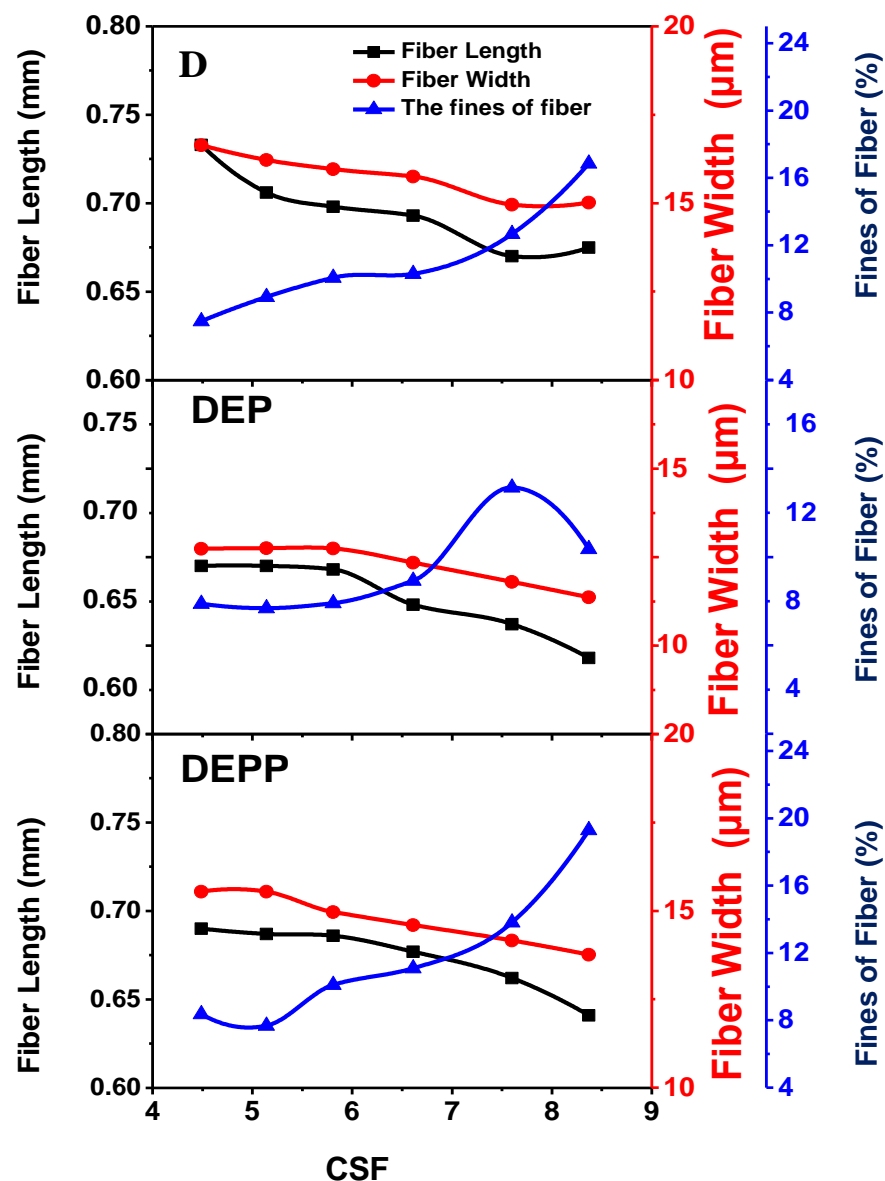 D
Fiber Length
Fiber Width
The fines of fiber
0.80
0.75
0.70
0.65
0.60
Fiber Length (mm)
20
15
10
Fiber Width (μm)
24
20
16
12
8
4
Fines of Fiber (%)
DEP
0.75
0.70
0.65
0.60
Fiber Length (mm)
15
10
Fiber Width (μm)
16
12
8
4
Fines of Fiber (%)
DEPP
0.80
0.75
0.70
0.65
0.60
Fiber Length (mm)
20
15
10
Fiber Width (μm)
24
20
16
12
8
4
Fines of Fiber (%)
4 5 6 7 8 9
CSF